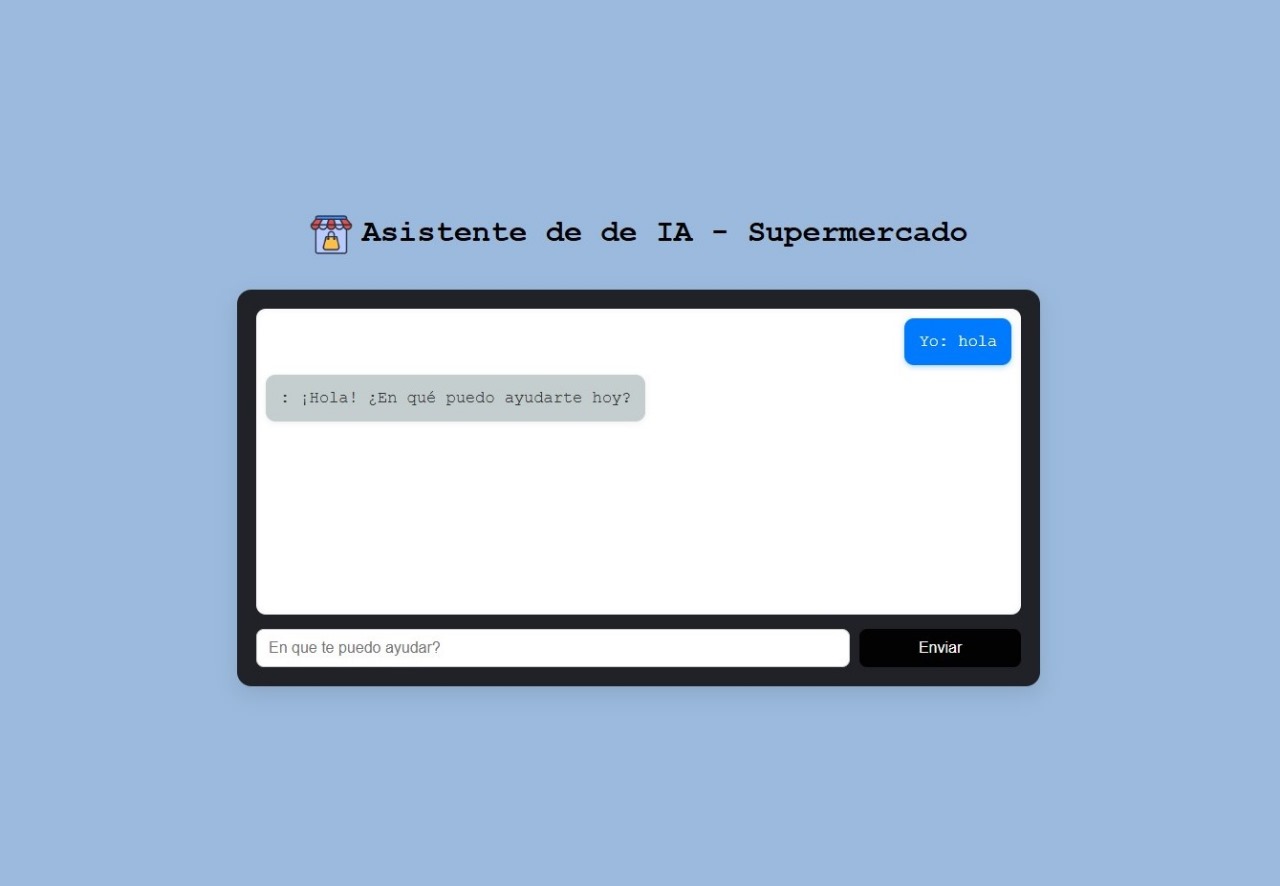 Asistente de de IA - Supermercado
Yo: hola
: ¡Hola! ¿En qué puedo ayudarte hoy?
En que te puedo ayudar?
Enviar